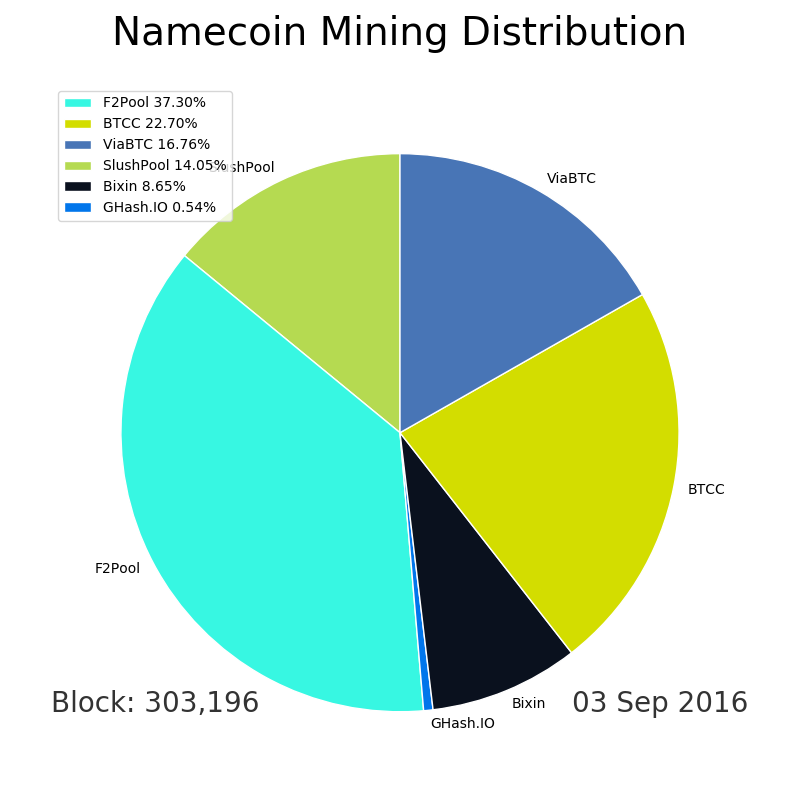 Namecoin Mining Distribution
F2Pool 37.30%
BTCC 22.70%
ViaBTC 16.76%
SlushPool 14.05%
Bixin 8.65%
GHash.IO 0.54%
SlushPool
ViaBTC
BTCC
F2Pool
Bixin
GHash.IO
Block: 303,196
03 Sep 2016